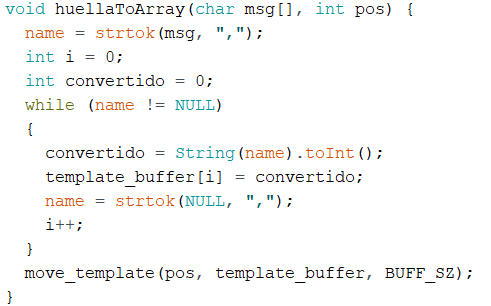 void huellaToArray(char msg[], int pos) {
  name = strtok(msg, ",");
  int i = 0;
  int convertido = 0;
  while (name != NULL)
  {
    convertido = String(name).toInt();
    template_buffer[i] = convertido;
    name = strtok(NULL, ",");
    i++;
  }
  move_template(pos, template_buffer, BUFF_SZ);
}